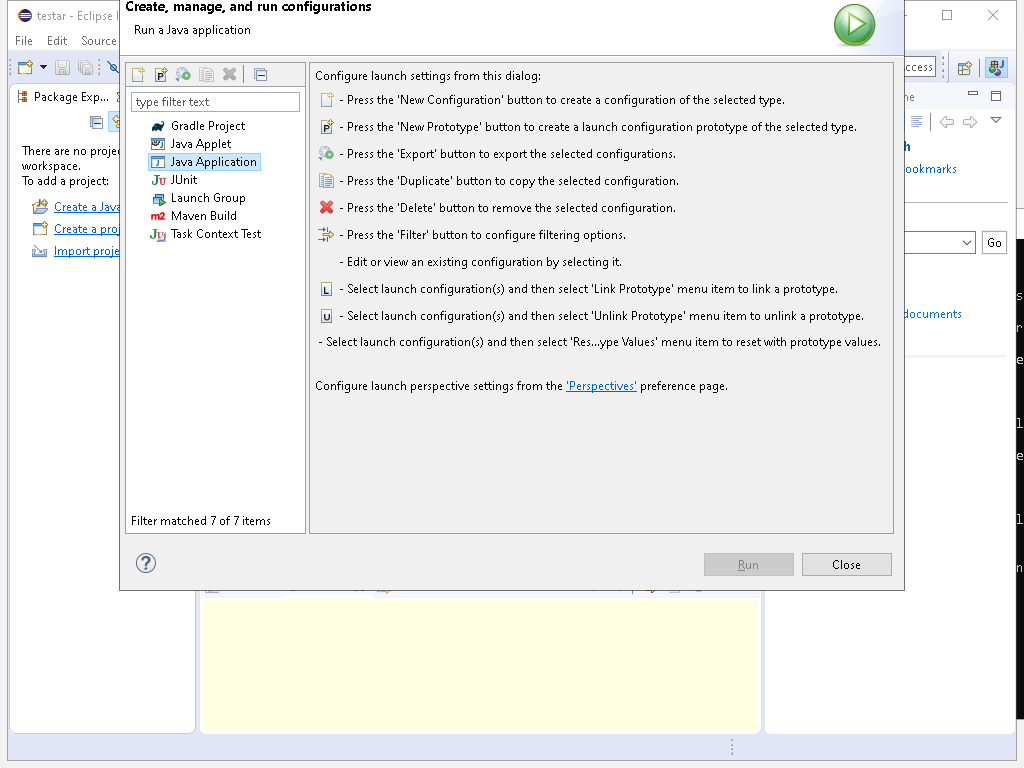 testar - Eclipse I
Create, manage, and run configurations
Run a Java application
File Edit Source
ccess
Package Exp...
type filter text
Gradle Project
Java Applet
Java Application
JUnit
Launch Group
Maven Build
Task Context Test
Filter matched 7 of 7 items
There are no proje
workspace.
To add a project:
Create a Java
Create a proj
Import proje
Configure launch settings from this dialog:
- Press the 'New Configuration' button to create a configuration of the selected type.
- Press the 'New Prototype' button to create a launch configuration prototype of the selected type.
- Press the 'Export' button to export the selected configurations.
- Press the 'Duplicate' button to copy the selected configuration.
- Press the 'Delete' button to remove the selected configuration.
- Press the 'Filter' button to configure filtering options.
- Edit or view an existing configuration by selecting it.
- Select launch configuration(s) and then select 'Link Prototype' menu item to link a prototype.
- Select launch configuration(s) and then select 'Unlink Prototype' menu item to unlink a prototype.
- Select launch configuration(s) and then select 'Res...ype Values' menu item to reset with prototype values.
Configure launch perspective settings from the 'Perspectives' preference page.
Run
Close
ne
h
ookmarks
Go
documents